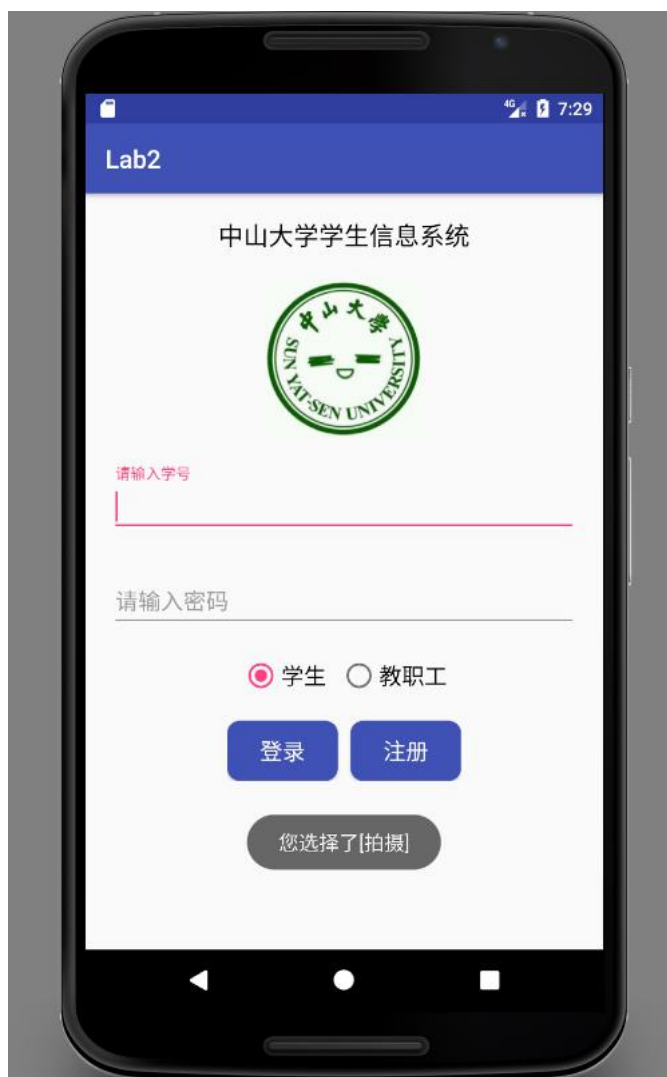 4G 7:29
Lab2
中山大学学生信息系统
中山大學
SUN YAT-SEN UNIVERSITY
请输入学号
请输入密码
学生 教职工
登录 注册
您选择了[拍摄]